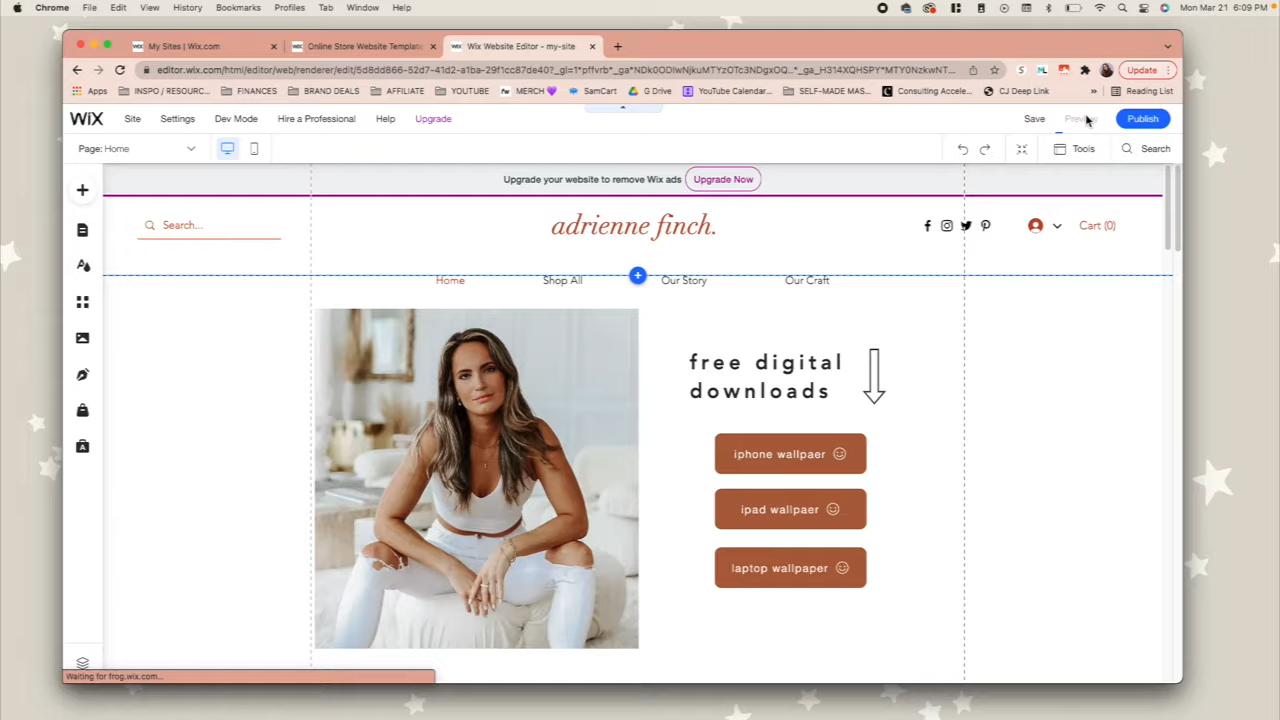 Chrome File Edit View History Bookmarks Profiles Tab Window Help Mon Mar 21 6:09 PM
My Sites | Wix.com Online Store Website Template Wix Website Editor - my-site
Update
Apps INSPO / RESOURC... FINANCES BRAND DEALS AFFILIATE YOUTUBE MERCH 💜 SamCart G Drive YouTube Calendar... SELF-MADE MAS... Consulting Accele... CJ Deep Link » Reading List
WiX Site Settings Dev Mode Hire a Professional Help Upgrade Save Preview Publish
Page: Home Tools Search
Upgrade your website to remove Wix ads Upgrade Now
Search... adrienne finch. Cart (0)
Home Shop All Our Story Our Craft
free digital
downloads
iphone wallpaer
ipad wallpaer
laptop wallpaper
Waiting for frog.wix.com...